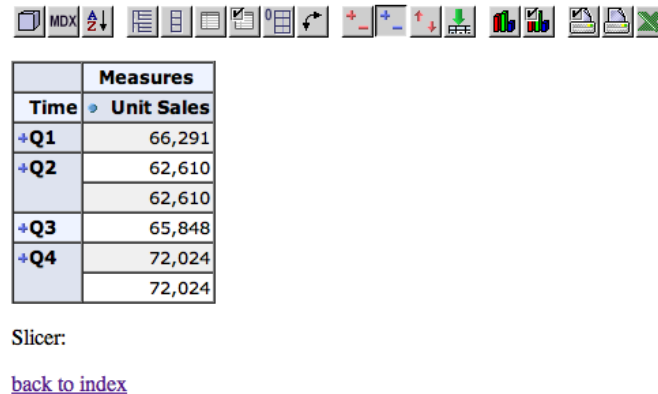 MDX A Z
Measures
Time Unit Sales
+Q1 66,291
+Q2 62,610
62,610
+Q3 65,848
+Q4 72,024
72,024
Slicer:
back to index